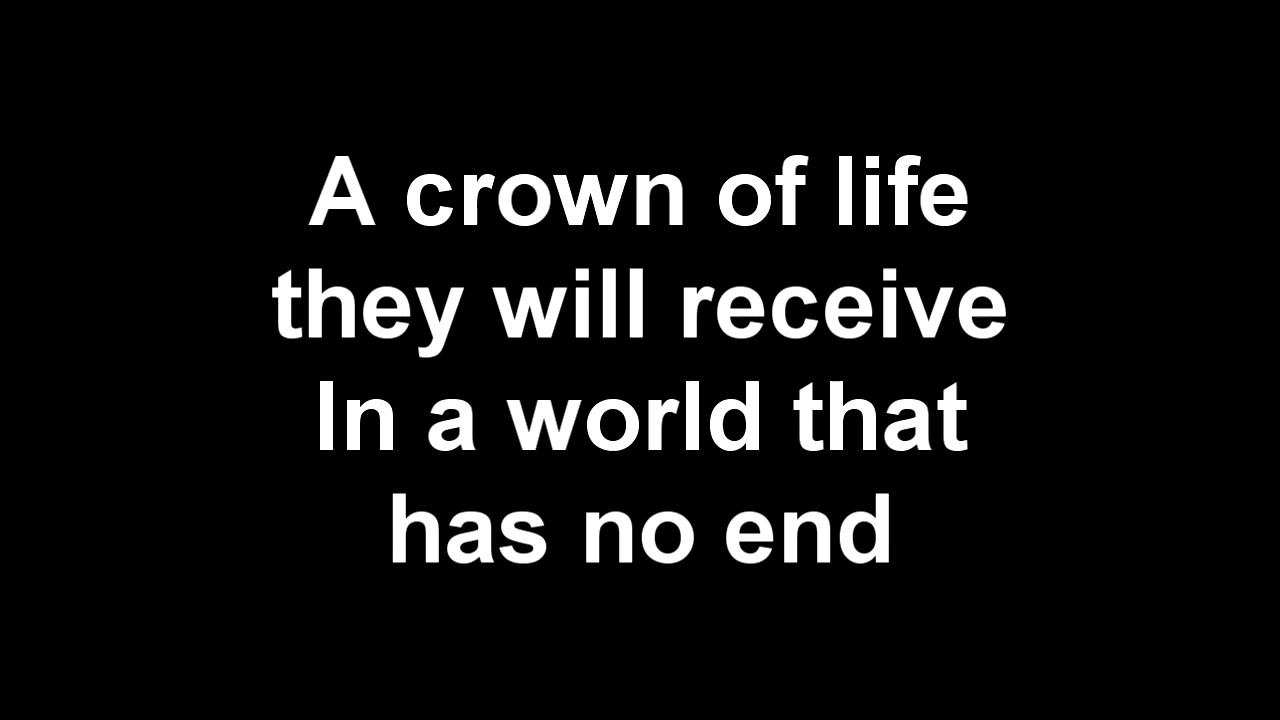 A crown of life
they will receive
In a world that
has no end